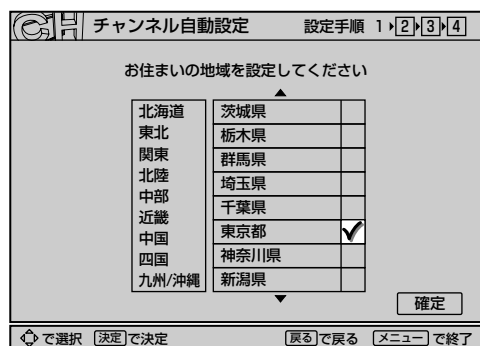 CH チャンネル自動設定 設定手順 1 2 3 4
お住まいの地域を設定してください
北海道
東北
関東
北陸
中部
近畿
中国
四国
九州/沖縄
茨城県
栃木県
群馬県
埼玉県
千葉県
東京都
神奈川県
新潟県
確定
で選択 決定で決定 戻るで戻る メニューで終了